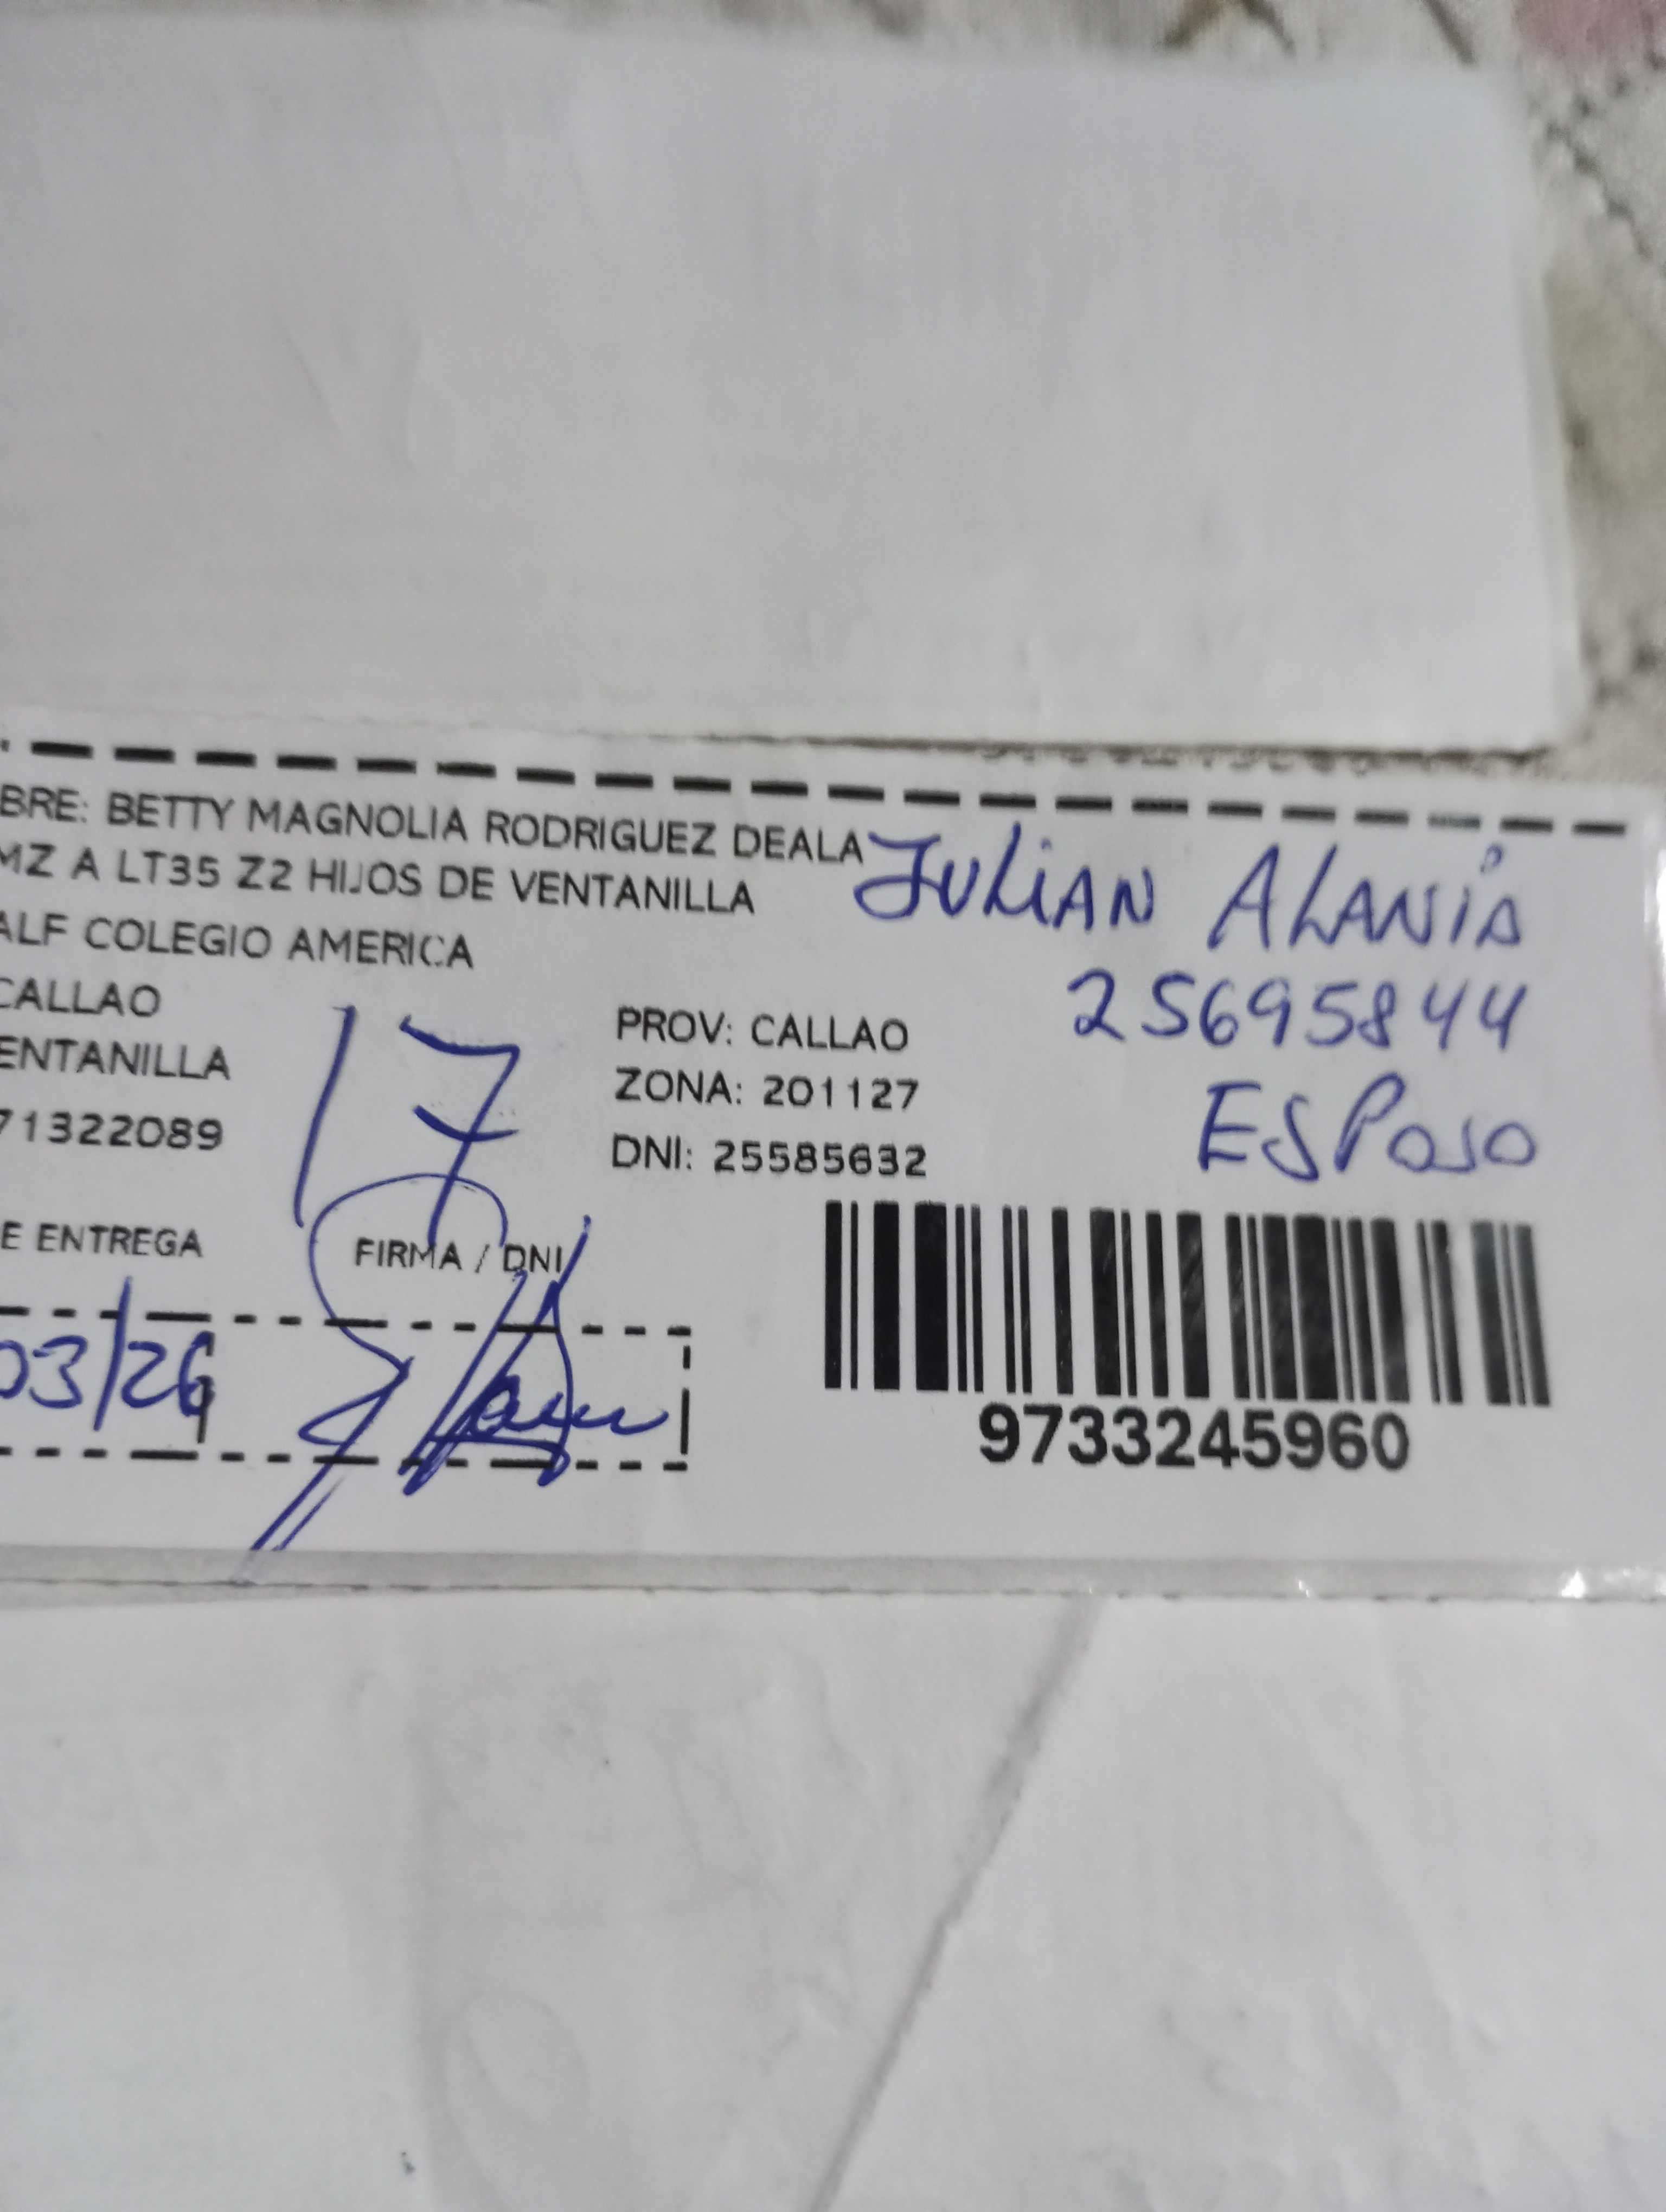 BRE: BETTY MAGNOLIA RODRIGUEZ DEALA JULIAN ALANIA
MZ A LT35 Z2 HIJOS DE VENTANILLA
ALF COLEGIO AMERICA
25695844
CALLAO
17
PROV: CALLAO
ESPOSO
ENTANILLA
ZONA: 201127
71322089
DNI: 25585632
E ENTREGA
FIRMA / DNI
03/26
9733245960